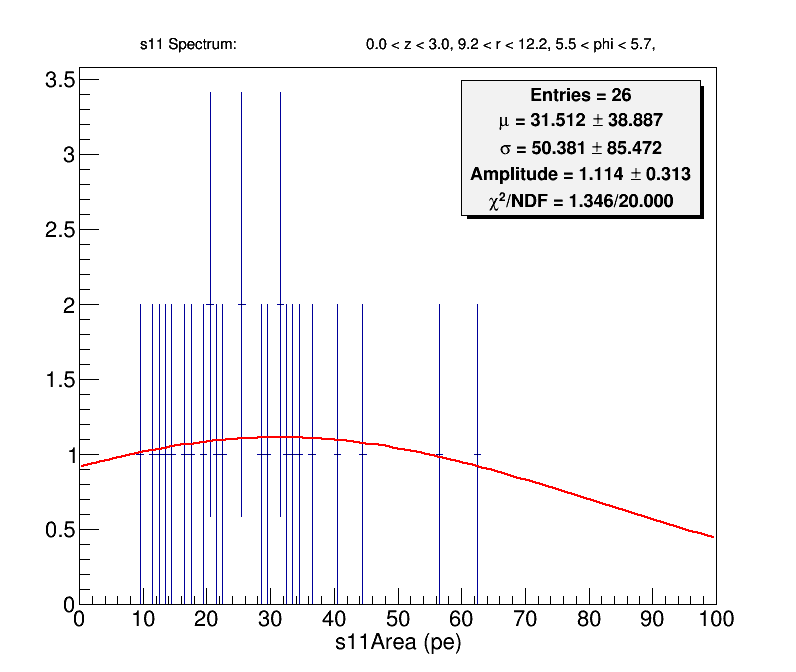 s11 Spectrum: 0.0 < z < 3.0, 9.2 < r < 12.2, 5.5 < phi < 5.7,
Entries = 26
μ = 31.512 ± 38.887
σ = 50.381 ± 85.472
Amplitude = 1.114 ± 0.313
χ²/NDF = 1.346/20.000
3.5
3
2.5
2
1.5
1
0.5
0
0 10 20 30 40 50 60 70 80 90 100
s11Area (pe)